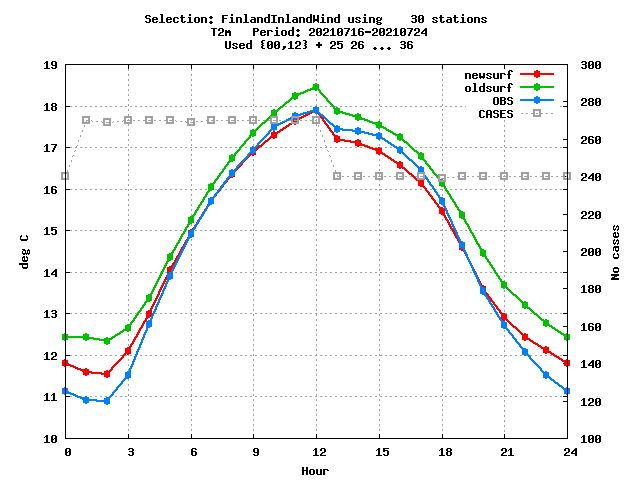 Selection: FinlandInlandWind using    30 stations
T2m   Period: 20210716-20210724
Used {00,12} + 25 26 ... 36
newsurf
oldsurf
OBS
CASES
deg C
19
18
17
16
15
14
13
12
11
10
300
280
260
240
220
200
180
160
140
120
100
No cases
0 3 6 9 12 15 18 21 24
Hour